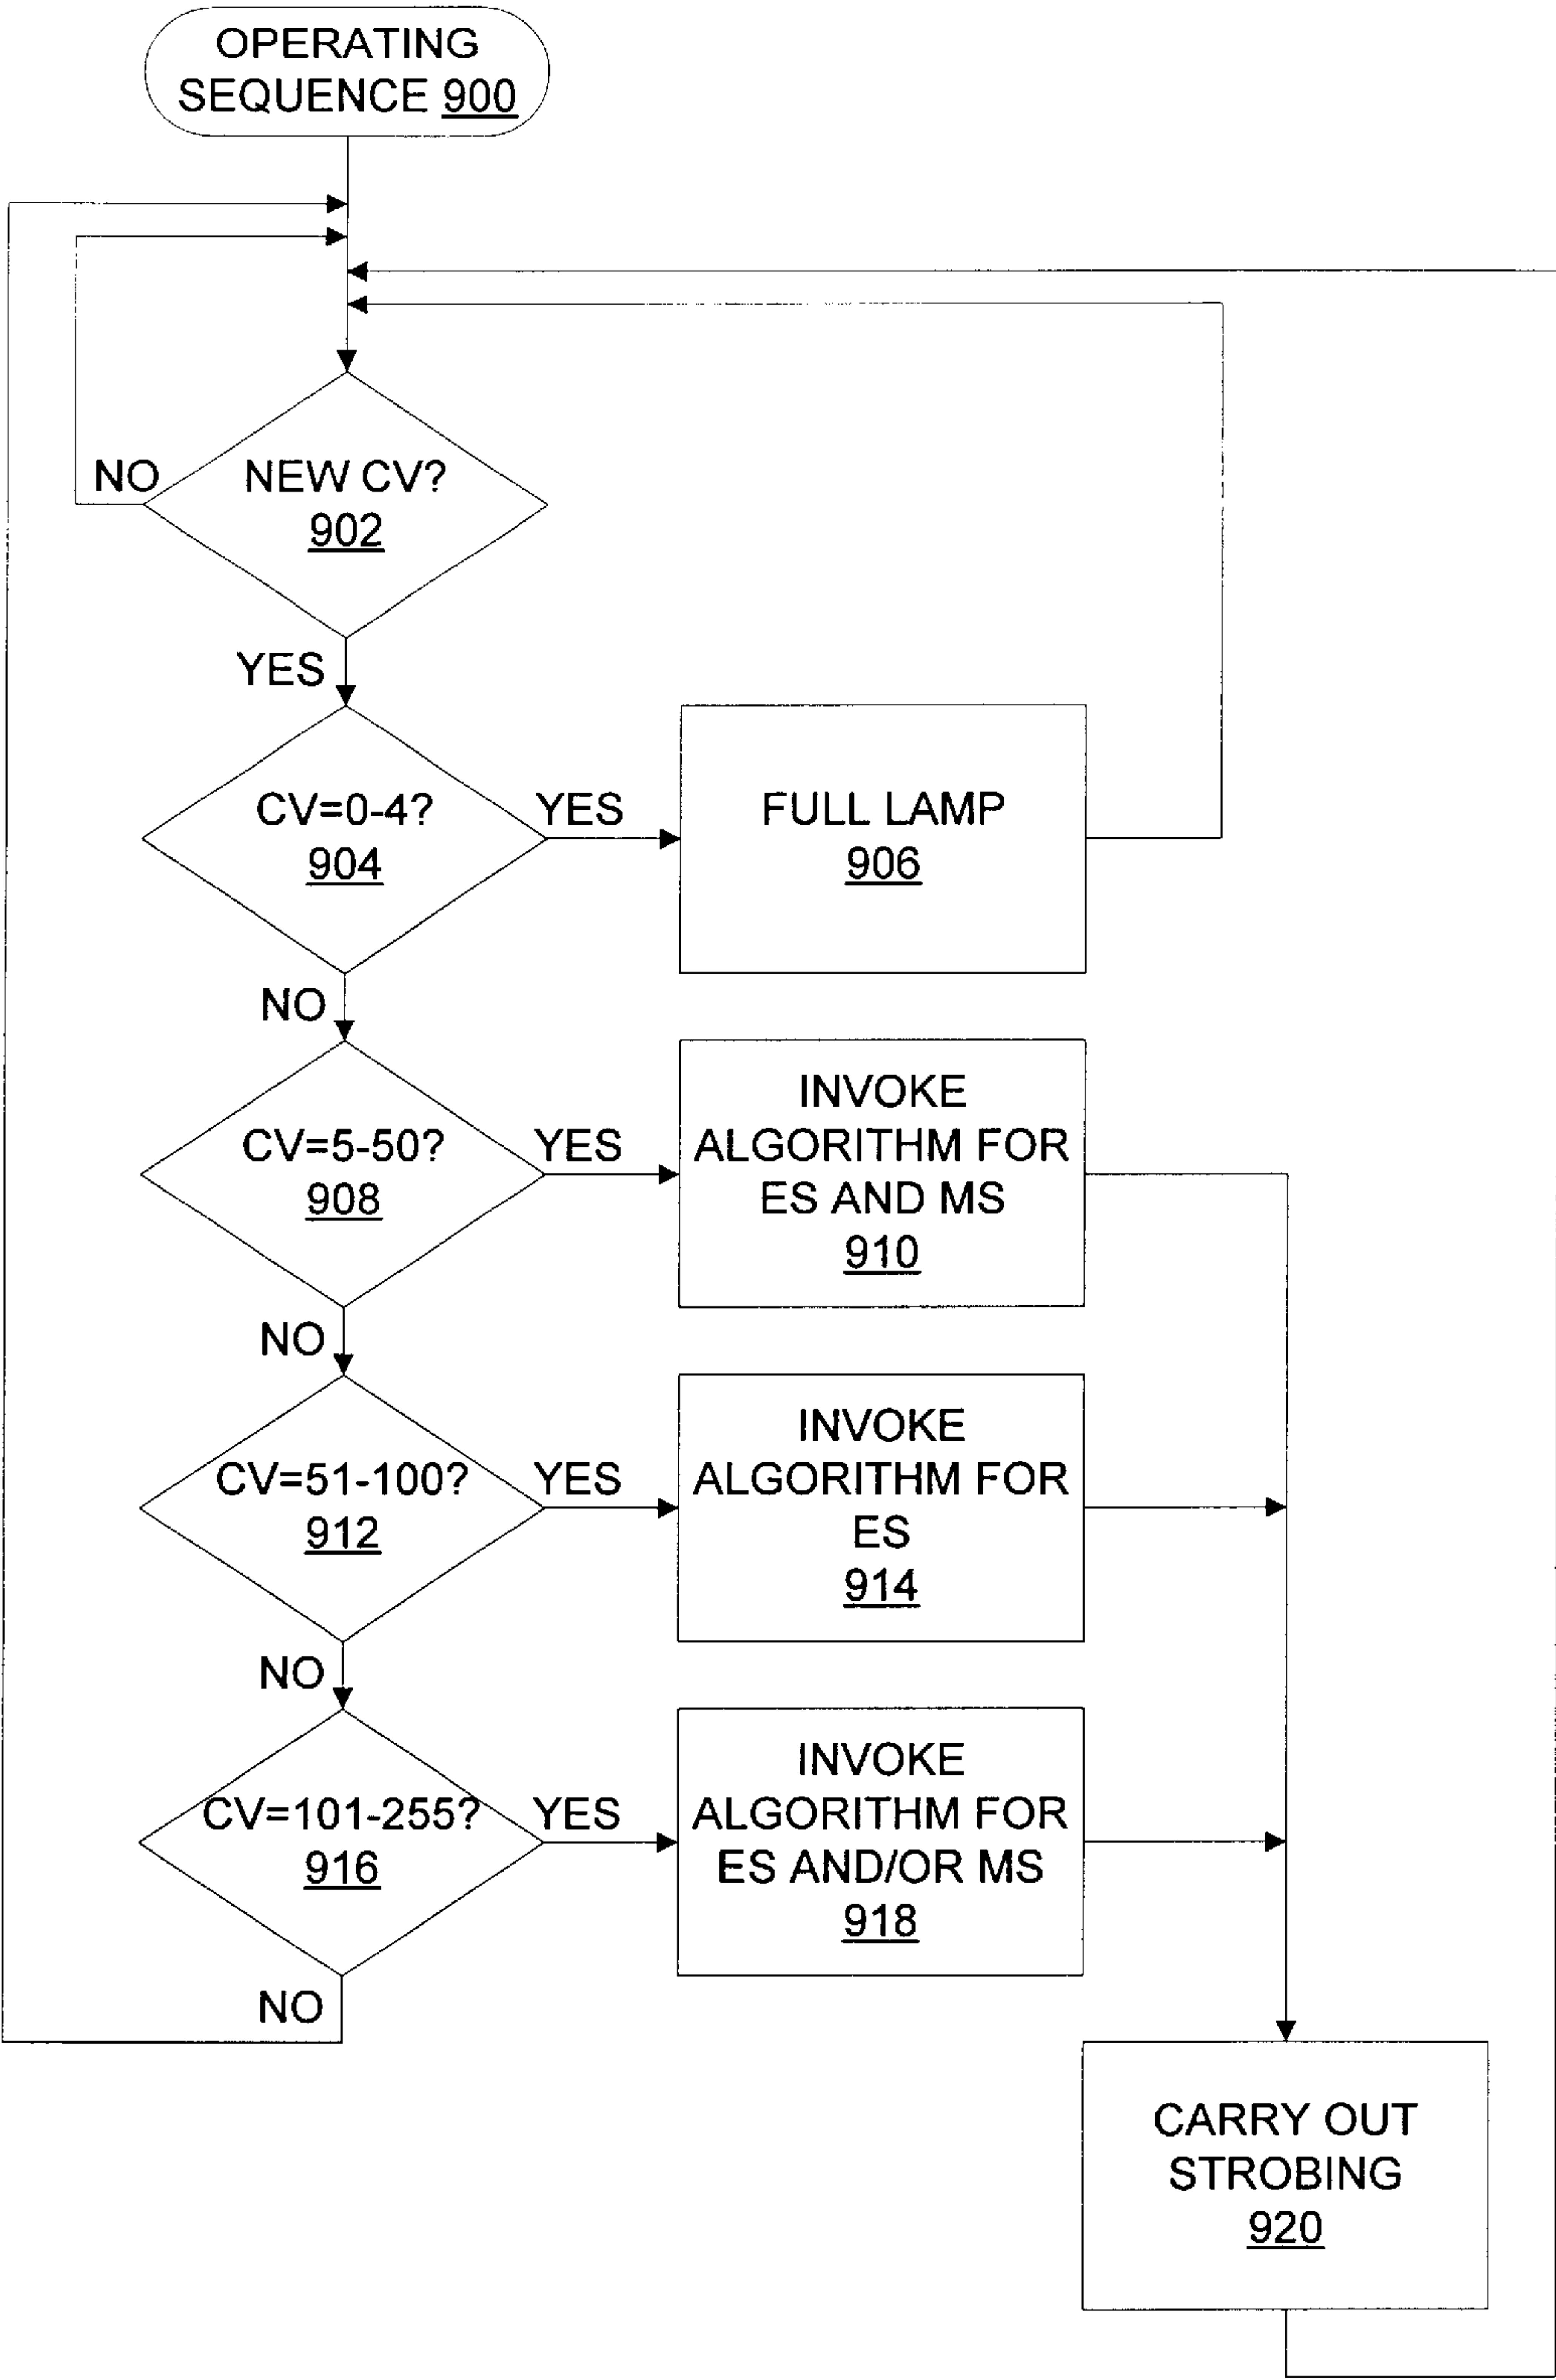 OPERATING
SEQUENCE 900
NO
NEW CV?
902
YES
CV=0-4?
904
YES
FULL LAMP
906
NO
CV=5-50?
908
YES
INVOKE
ALGORITHM FOR
ES AND MS
910
NO
CV=51-100?
912
YES
INVOKE
ALGORITHM FOR
ES
914
NO
CV=101-255?
916
YES
INVOKE
ALGORITHM FOR
ES AND/OR MS
918
NO
CARRY OUT
STROBING
920